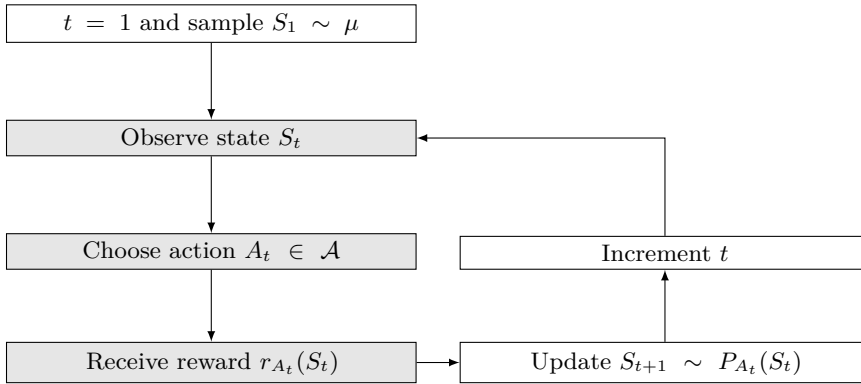 t = 1 and sample S₁ ∼ μ
Observe state Sₜ
Choose action Aₜ ∈ 𝒜
Increment t
Receive reward r_{Aₜ}(Sₜ)
Update Sₜ₊₁ ∼ P_{Aₜ}(Sₜ)